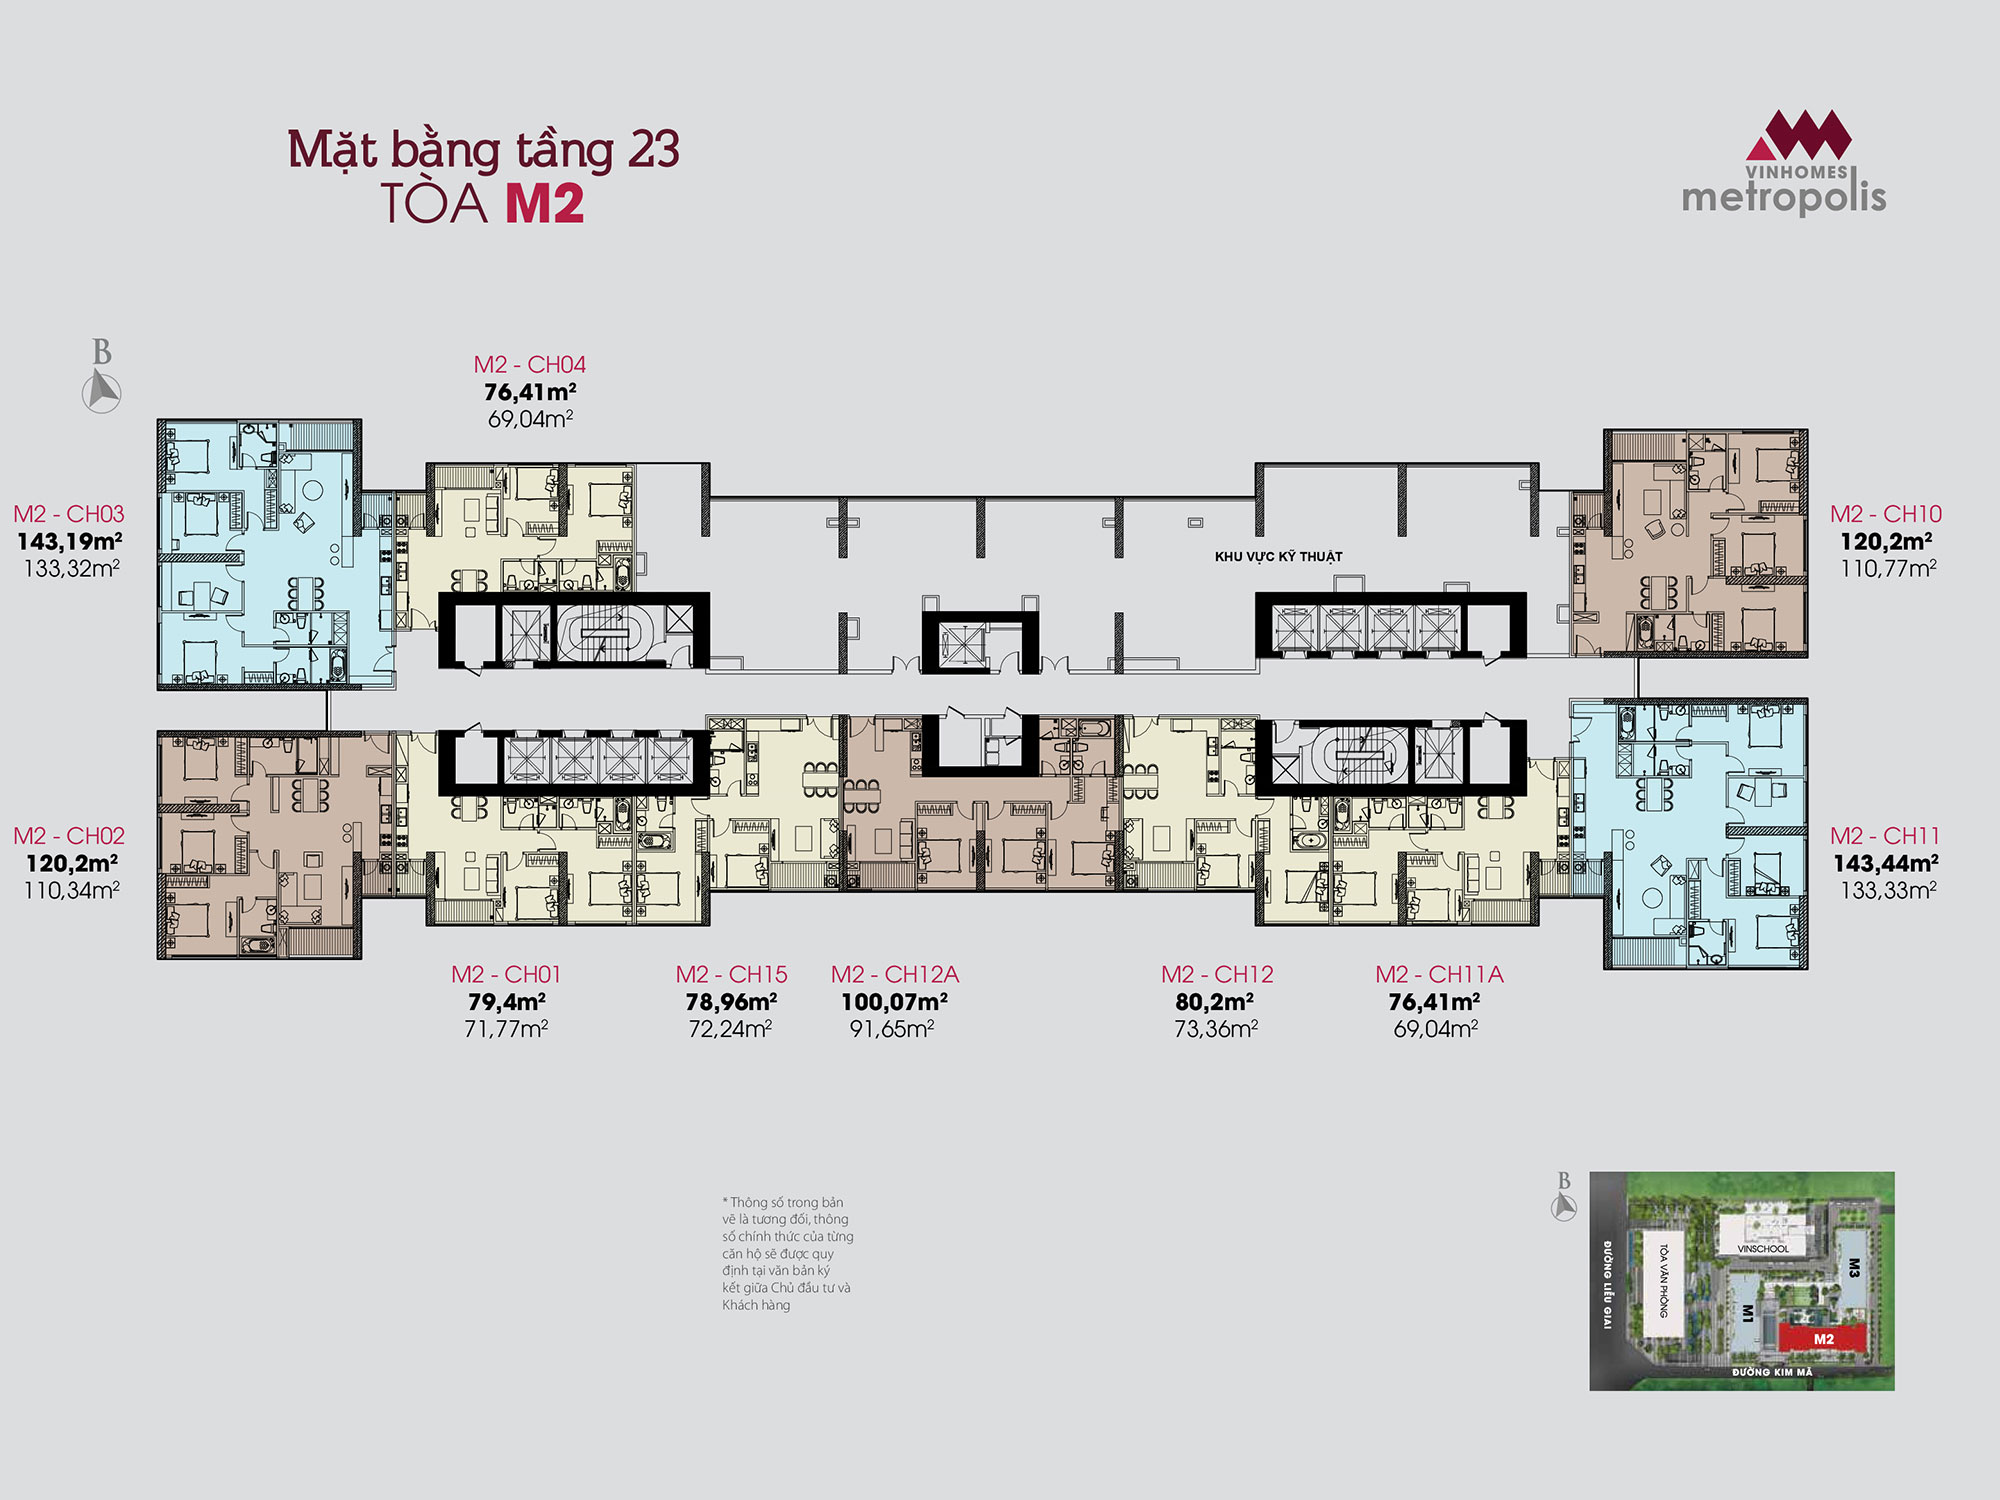 Mặt bằng tầng 23
TÒA M2
VINHOMES
metropolis
B
M2 - CH04
76,41m²
69,04m²
M2 - CH03
143,19m²
133,32m²
KHU VỰC KỸ THUẬT
M2 - CH10
120,2m²
110,77m²
M2 - CH02
120,2m²
110,34m²
M2 - CH11
143,44m²
133,33m²
M2 - CH01
79,4m²
71,77m²
M2 - CH15
78,96m²
72,24m²
M2 - CH12A
100,07m²
91,65m²
M2 - CH12
80,2m²
73,36m²
M2 - CH11A
76,41m²
69,04m²
* Thông số trong bản
vẽ là tương đối, thông
số chính thức của từng
căn hộ sẽ được quy
định tại văn bản ký
kết giữa Chủ đầu tư và
Khách hàng
B
ĐƯỜNG LIỄU GIAI
TÒA VĂN PHÒNG
VINSCHOOL
M3
M1
M2
ĐƯỜNG KIM MÃ